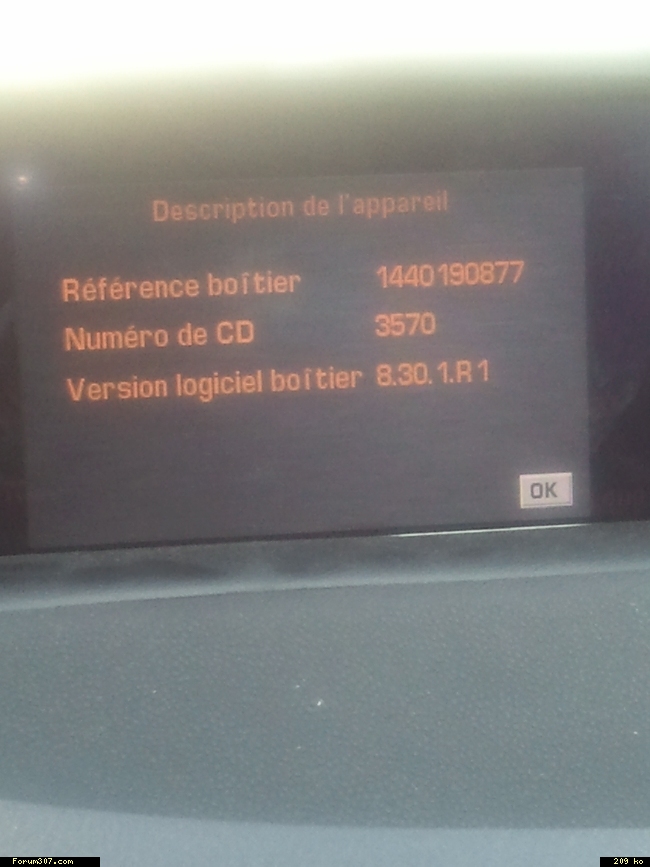 Description de l'appareil
Référence boîtier 1440190877
Numéro de CD 3570
Version logiciel boîtier 8.30.1.R1
OK
Forum307.com 209 ko